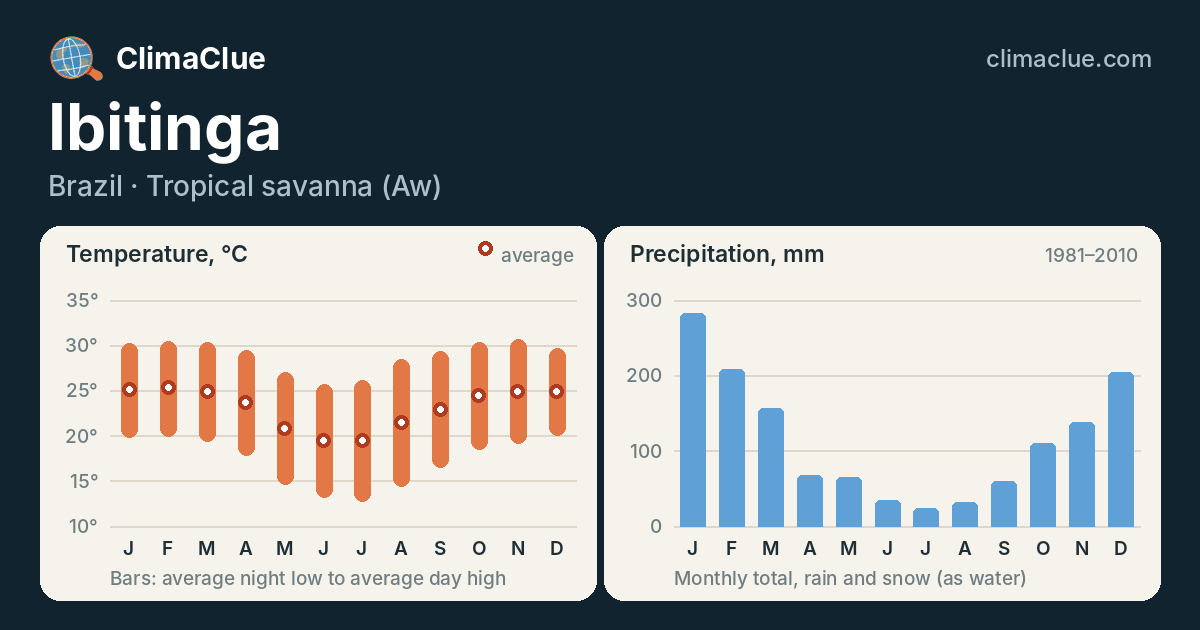 ClimaClue
climaclue.com
Ibitinga
Brazil · Tropical savanna (Aw)
Temperature, °C
average
35°
30°
25°
20°
15°
10°
J F M A M J J A S O N D
Bars: average night low to average day high
Precipitation, mm
1981–2010
300
200
100
0
J F M A M J J A S O N D
Monthly total, rain and snow (as water)